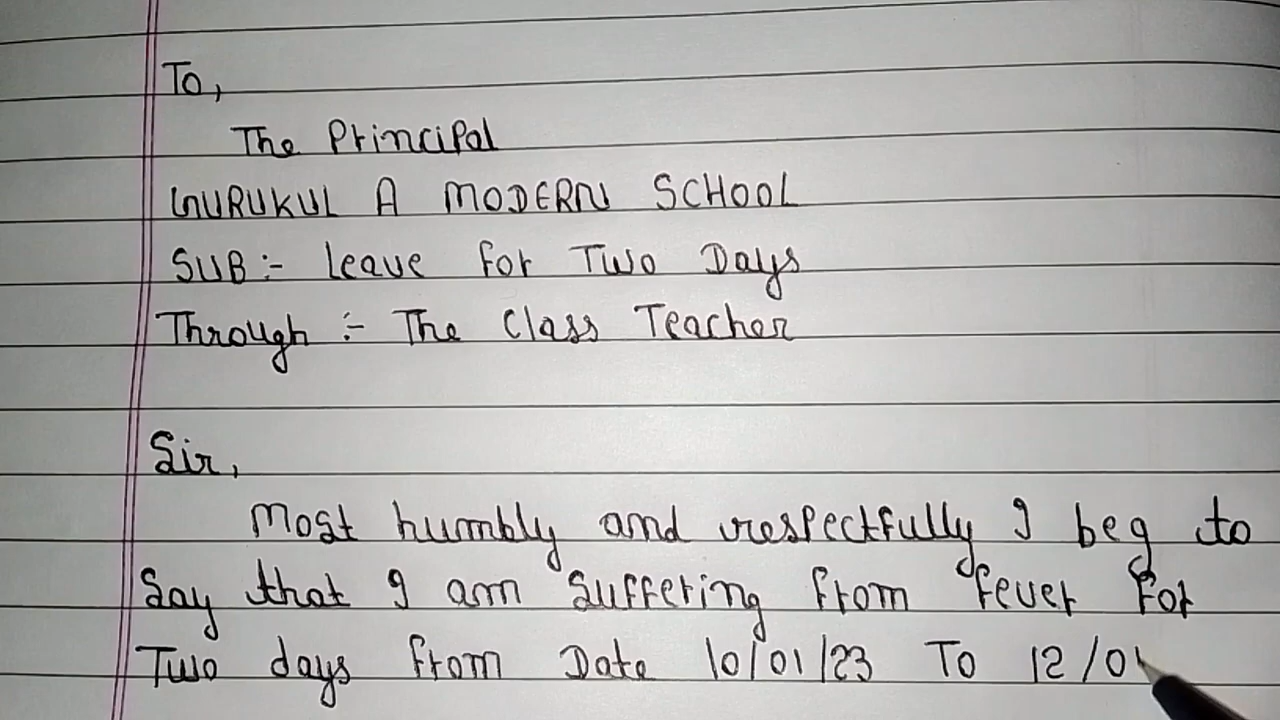 To,
The Principal
GURUKUL A MODERN SCHOOL
SUB:- Leave for Two Days
Through :- The Class Teacher
Sir,
Most humbly and respectfully I beg to
Say that I am suffering from fever for
Two days from Date 10/01/23 To 12/01